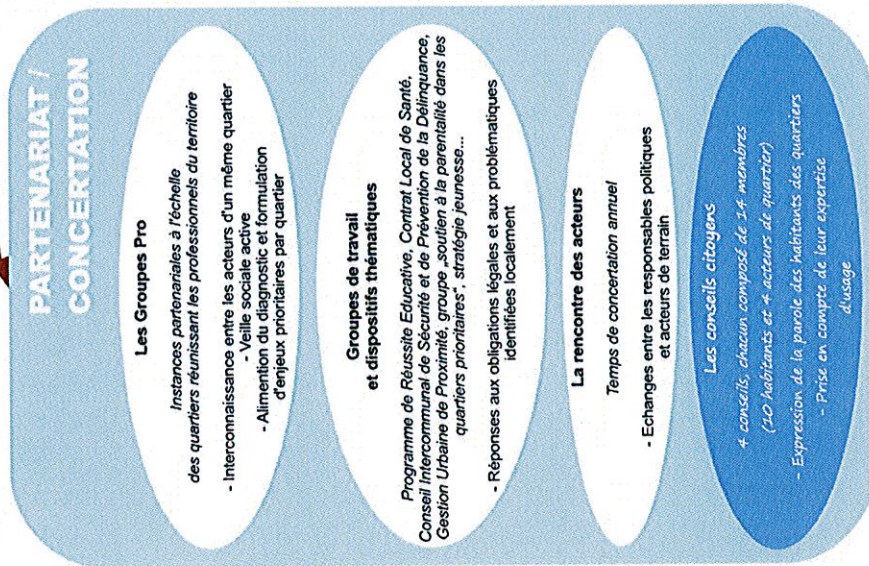 PARTENARIAT /
CONCERTATION
Les Groupes Pro
Instances partenariales à l'échelle
des quartiers réunissant les professionnels du territoire
- Interconnaissance entre les acteurs d'un même quartier
- Veille sociale active
- Alimention du diagnostic et formulation
d'enjeux prioritaires par quartier
Groupes de travail
et dispositifs thématiques
Programme de Réussite Educative, Contrat Local de Santé,
Conseil Intercommunal de Sécurité et de Prévention de la Délinquance,
Gestion Urbaine de Proximité, groupe „soutien à la parentalité dans les
quartiers prioritaires", stratégie jeunesse...
- Réponses aux obligations légales et aux problématiques
identifiées localement
La rencontre des acteurs
Temps de concertation annuel
- Echanges entre les responsables politiques
et acteurs de terrain
Les conseils citoyens
4 conseils, chacun composé de 14 membres
(10 habitants et 4 acteurs de quartier)
- Expression de la parole des habitants des quartiers
- Prise en compte de leur expertise
d'usage